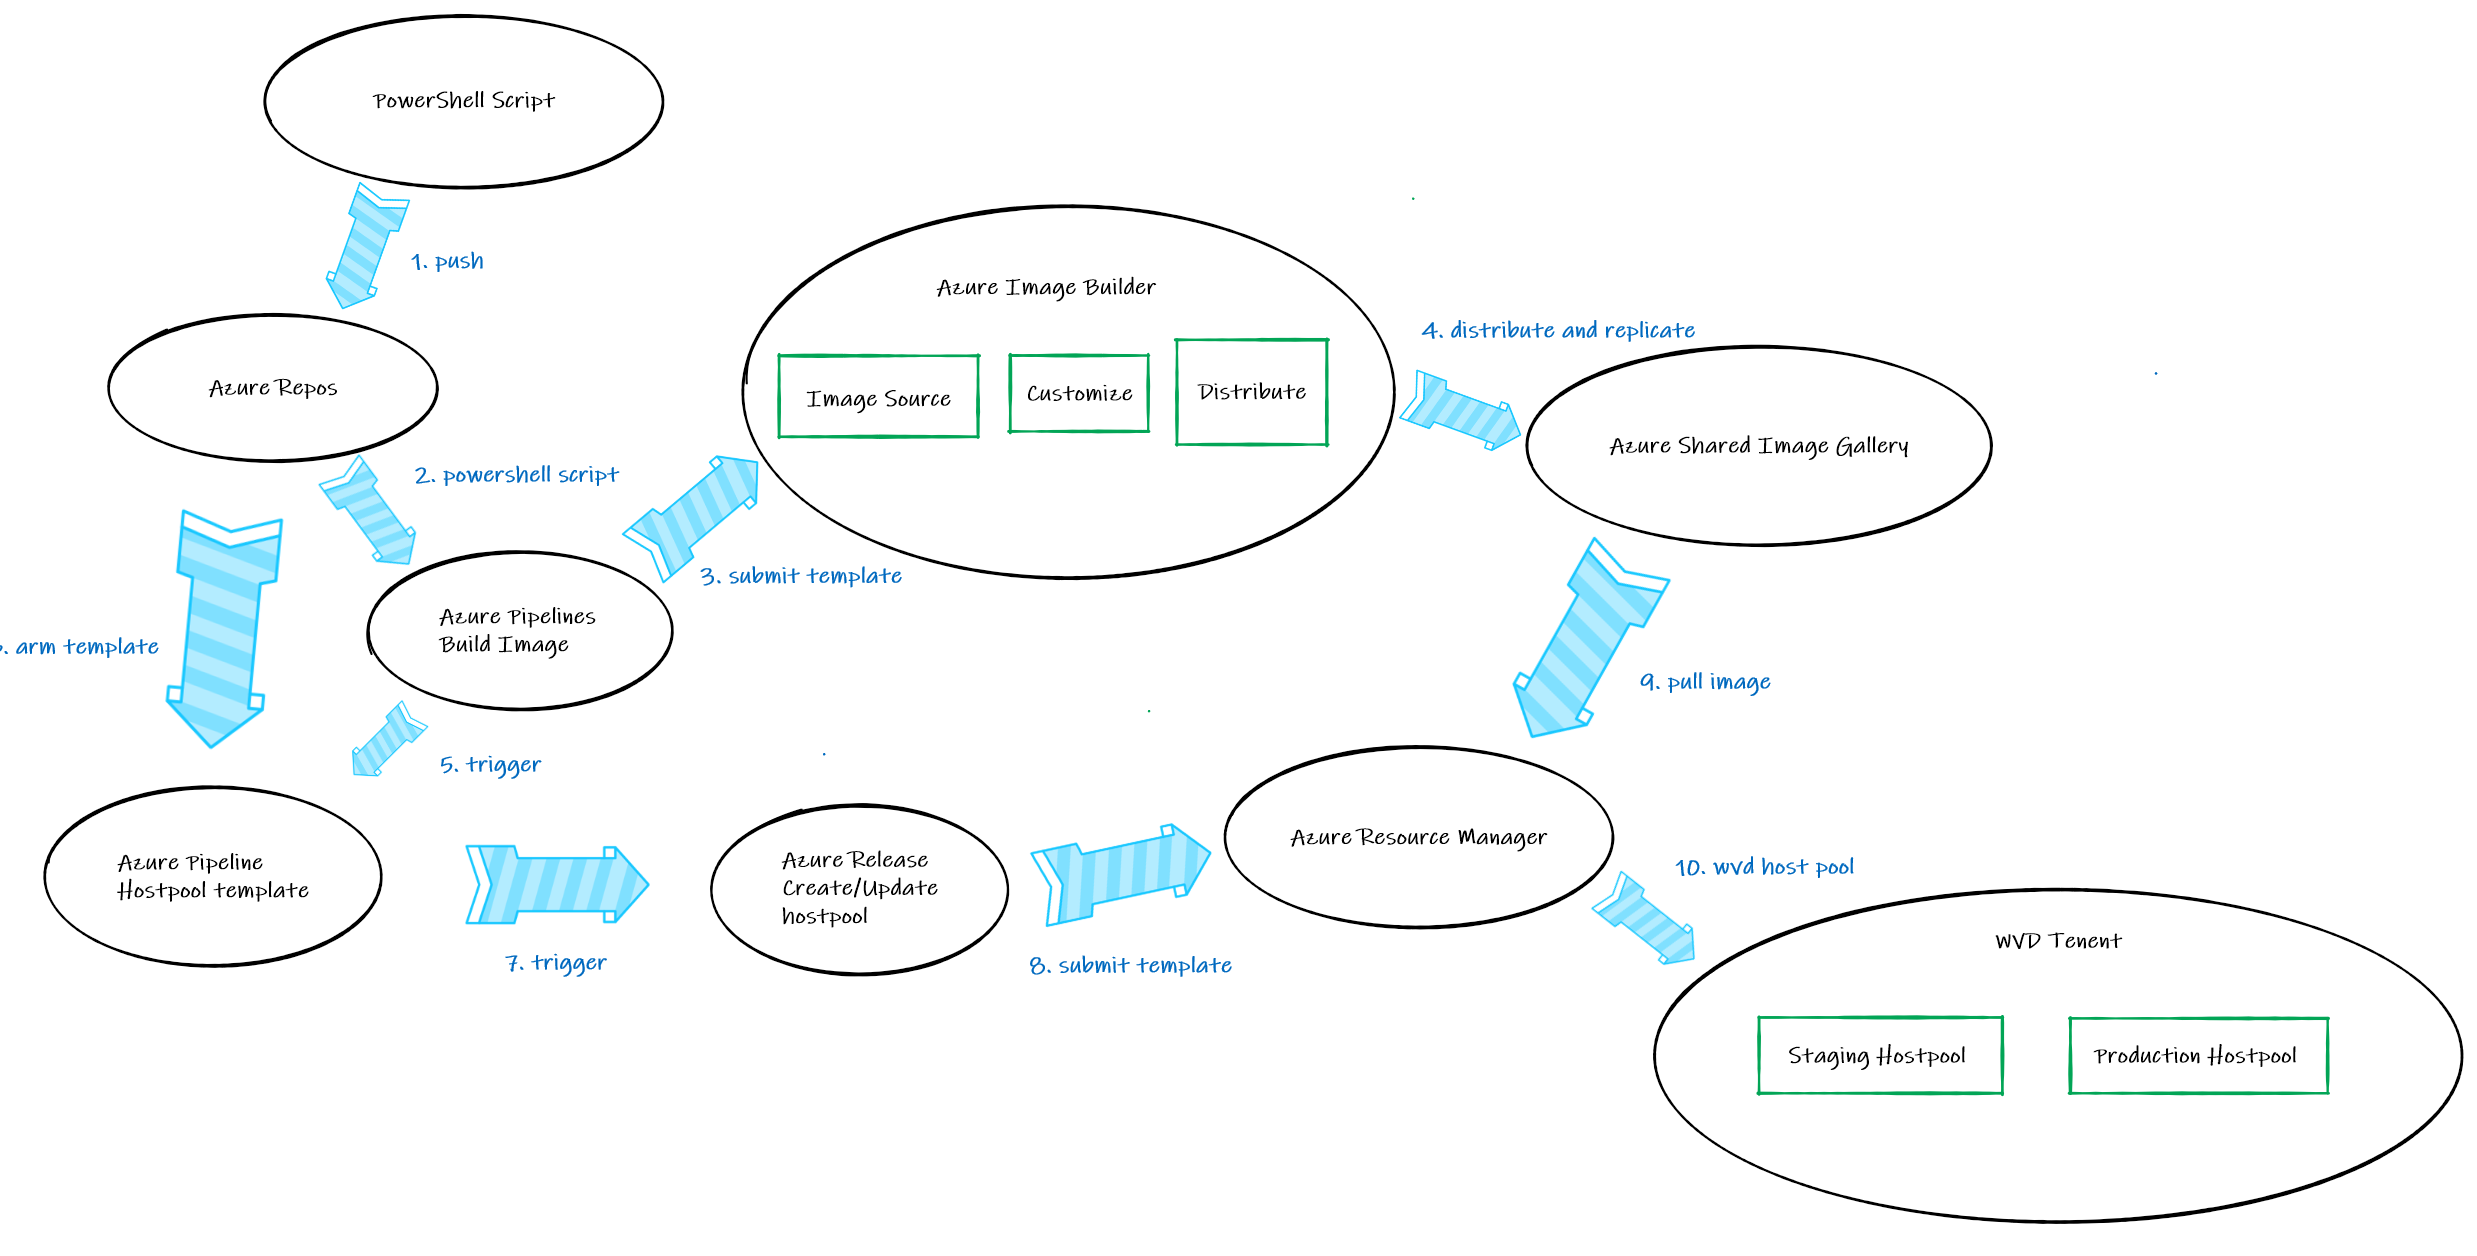 PowerShell Script
1. push
Azure Image Builder
4. distribute and replicate
Azure Repos
Image Source
Customize
Distribute
Azure Shared Image Gallery
2. powershell script
3. submit template
Azure Pipelines
Build Image
. arm template
9. pull image
5. trigger
Azure Resource Manager
Azure Pipeline
Hostpool template
Azure Release
Create/Update
hostpool
10. wvd host pool
7. trigger
8. submit template
WVD Tenent
Staging Hostpool
Production Hostpool